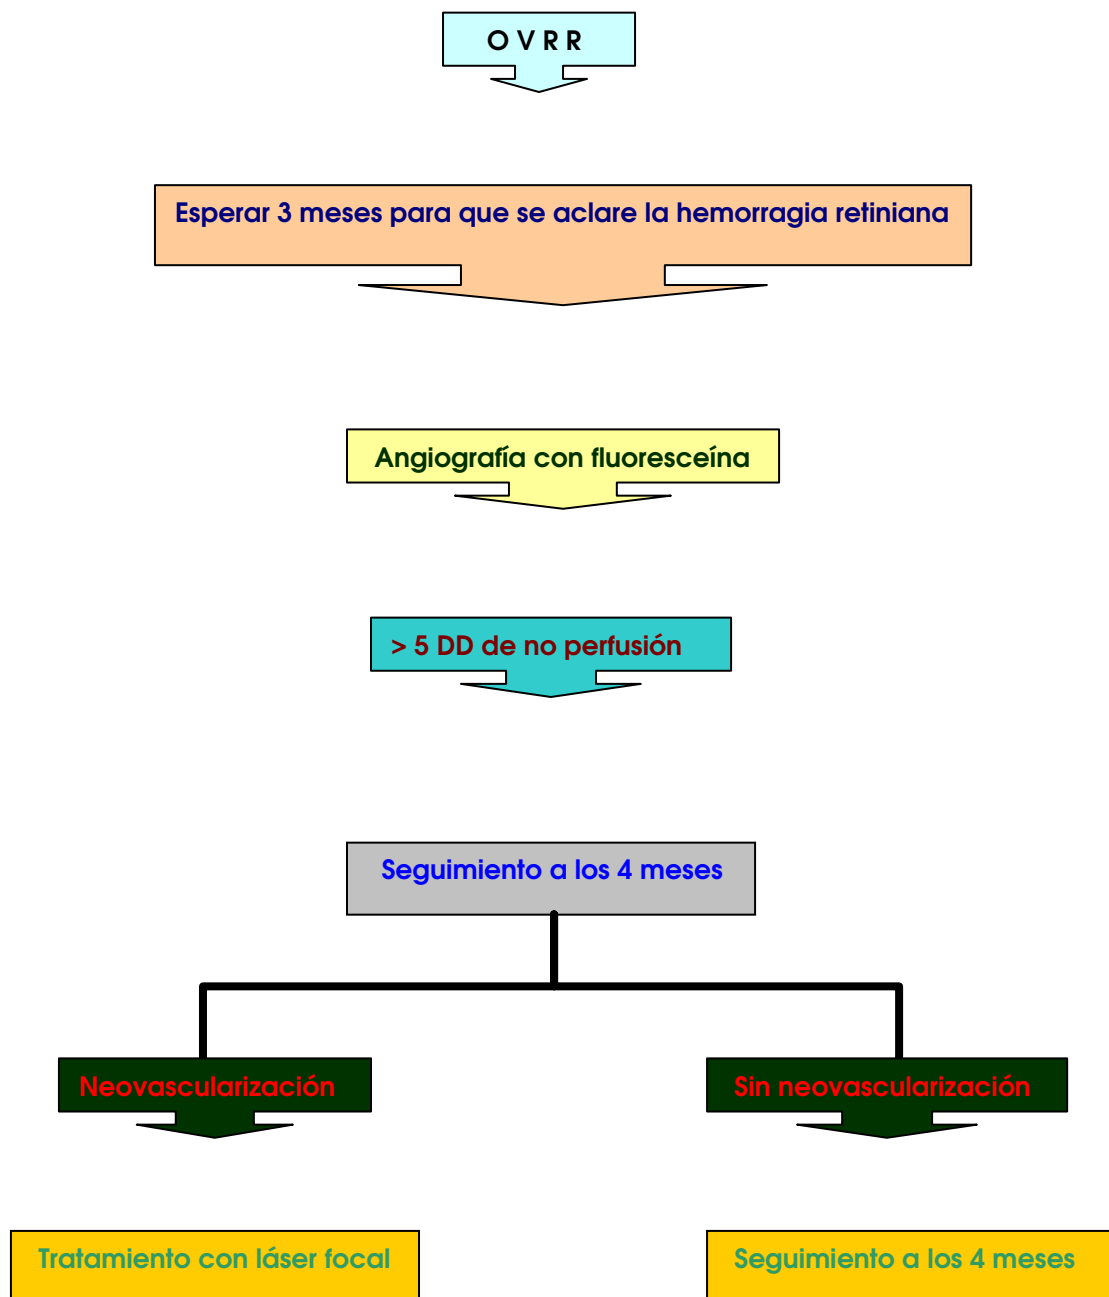 O V R R
Esperar 3 meses para que se aclare la hemorragia retiniana
Angiografía con fluoresceína
> 5 DD de no perfusión
Seguimiento a los 4 meses
Neovascularización
Sin neovascularización
Tratamiento con láser focal
Seguimiento a los 4 meses